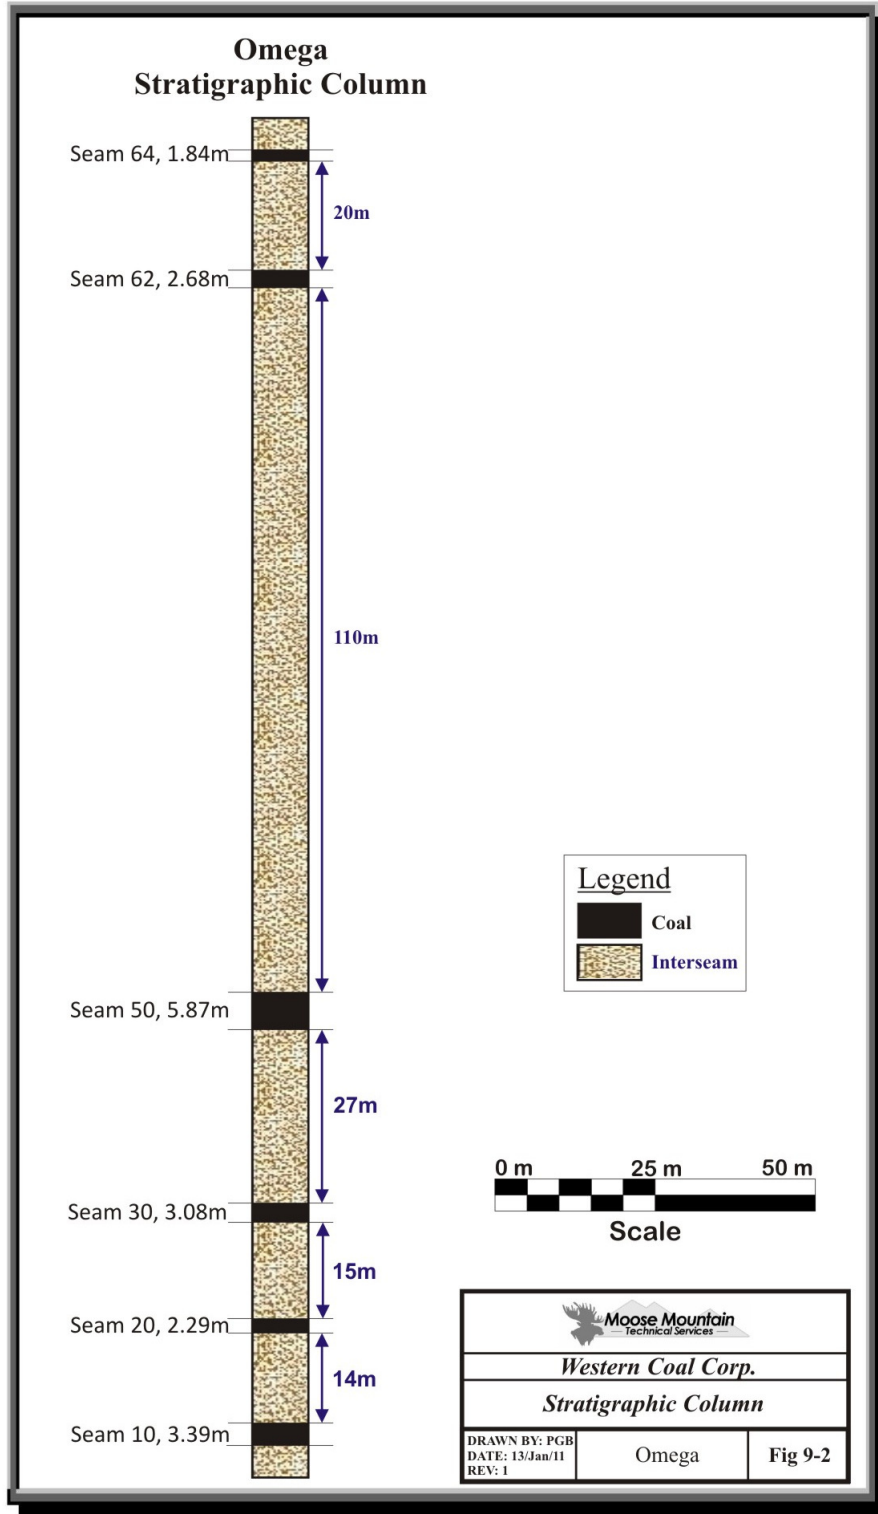 Omega
Stratigraphic Column
Seam 64, 1.84m
20m
Seam 62, 2.68m
110m
Legend
Coal
Interseam
Seam 50, 5.87m
27m
0 m 25 m 50 m
Scale
Seam 30, 3.08m
15m
Seam 20, 2.29m
14m
Seam 10, 3.39m
Moose Mountain
Technical Services
Western Coal Corp.
Stratigraphic Column
DRAWN BY: PGB
DATE: 13/Jan/11
REV: 1
Omega
Fig 9-2